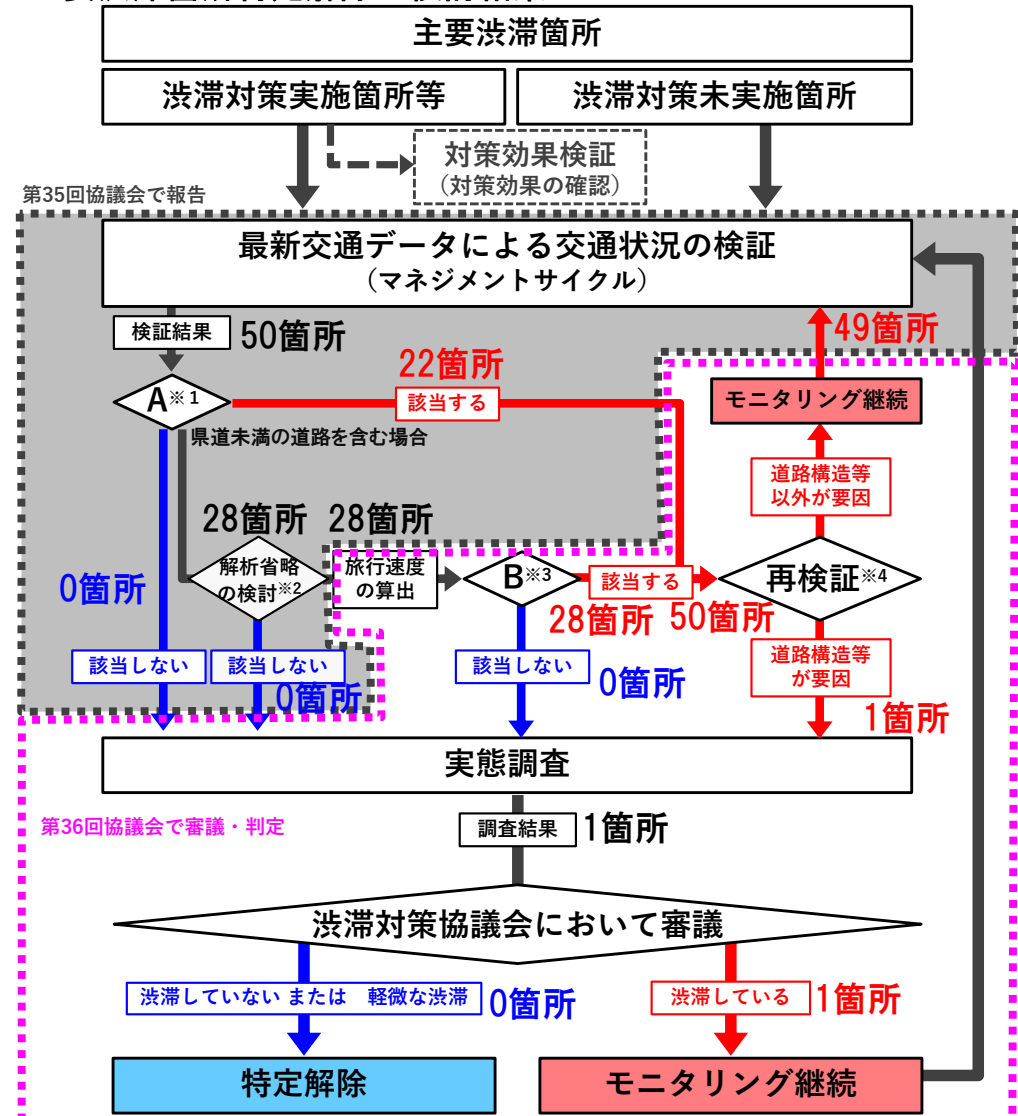 主要渋滞箇所
渋滞対策実施箇所等
渋滞対策未実施箇所
対策効果検証
（対策効果の確認）
第35回協議会で報告
最新交通データによる交通状況の検証
（マネジメントサイクル）
検証結果
50箇所
49箇所
22箇所
A※1
該当する
モニタリング継続
県道未満の道路を含む場合
道路構造等
以外が要因
28箇所
28箇所
解析省略
の検討※2
旅行速度
の算出
B※3
該当する
再検証※4
0箇所
28箇所
50箇所
該当しない
該当しない
0箇所
該当しない
0箇所
道路構造等
が要因
1箇所
実態調査
第36回協議会で審議・判定
調査結果
1箇所
渋滞対策協議会において審議
渋滞していない または 軽微な渋滞
0箇所
渋滞している
1箇所
特定解除
モニタリング継続